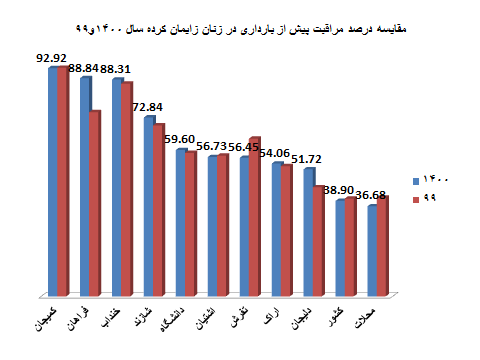 مقایسه درصد مراقبت پیش از بارداری در زنان زایمان کرده سال ۱۴۰۰و۹۹
92.92
88.84
88.31
72.84
59.60
56.73
56.45
54.06
51.72
38.90
36.68
۱۴۰۰
۹۹
کمیجان
فراهان
خنداب
شازند
دانشگاه
اشتیان
تفرش
اراک
دلیجان
کشور
محلات